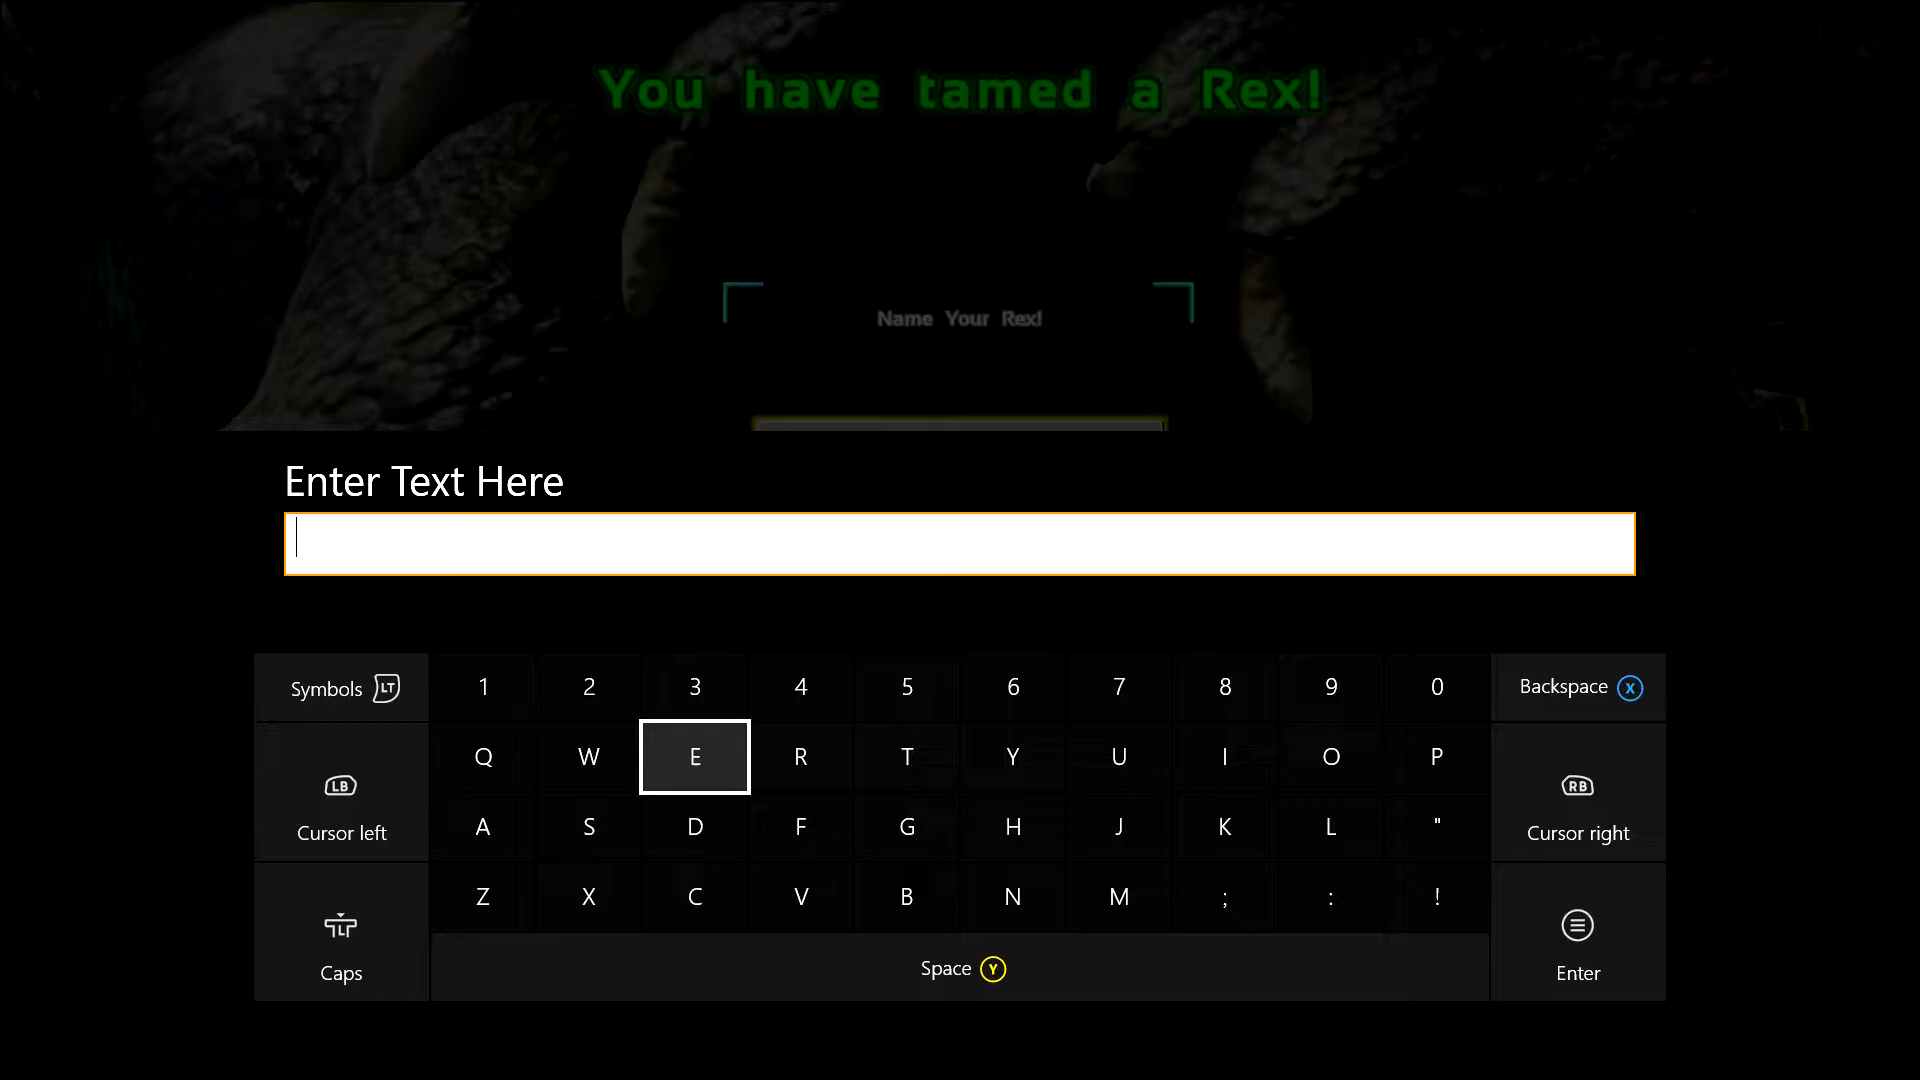 You have tamed a Rex!
Name Your Rex!
Enter Text Here
Symbols LT 1 2 3 4 5 6 7 8 9 0 Backspace X
Q W E R T Y U I O P
LB RB
Cursor left A S D F G H J K L " Cursor right
Z X C V B N M ; : !
Caps Space Y Enter